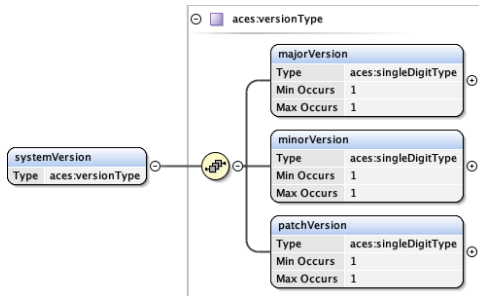 aces:versionType
majorVersion
Type aces:singleDigitType
Min Occurs 1
Max Occurs 1
systemVersion
Type aces:versionType
minorVersion
Type aces:singleDigitType
Min Occurs 1
Max Occurs 1
patchVersion
Type aces:singleDigitType
Min Occurs 1
Max Occurs 1